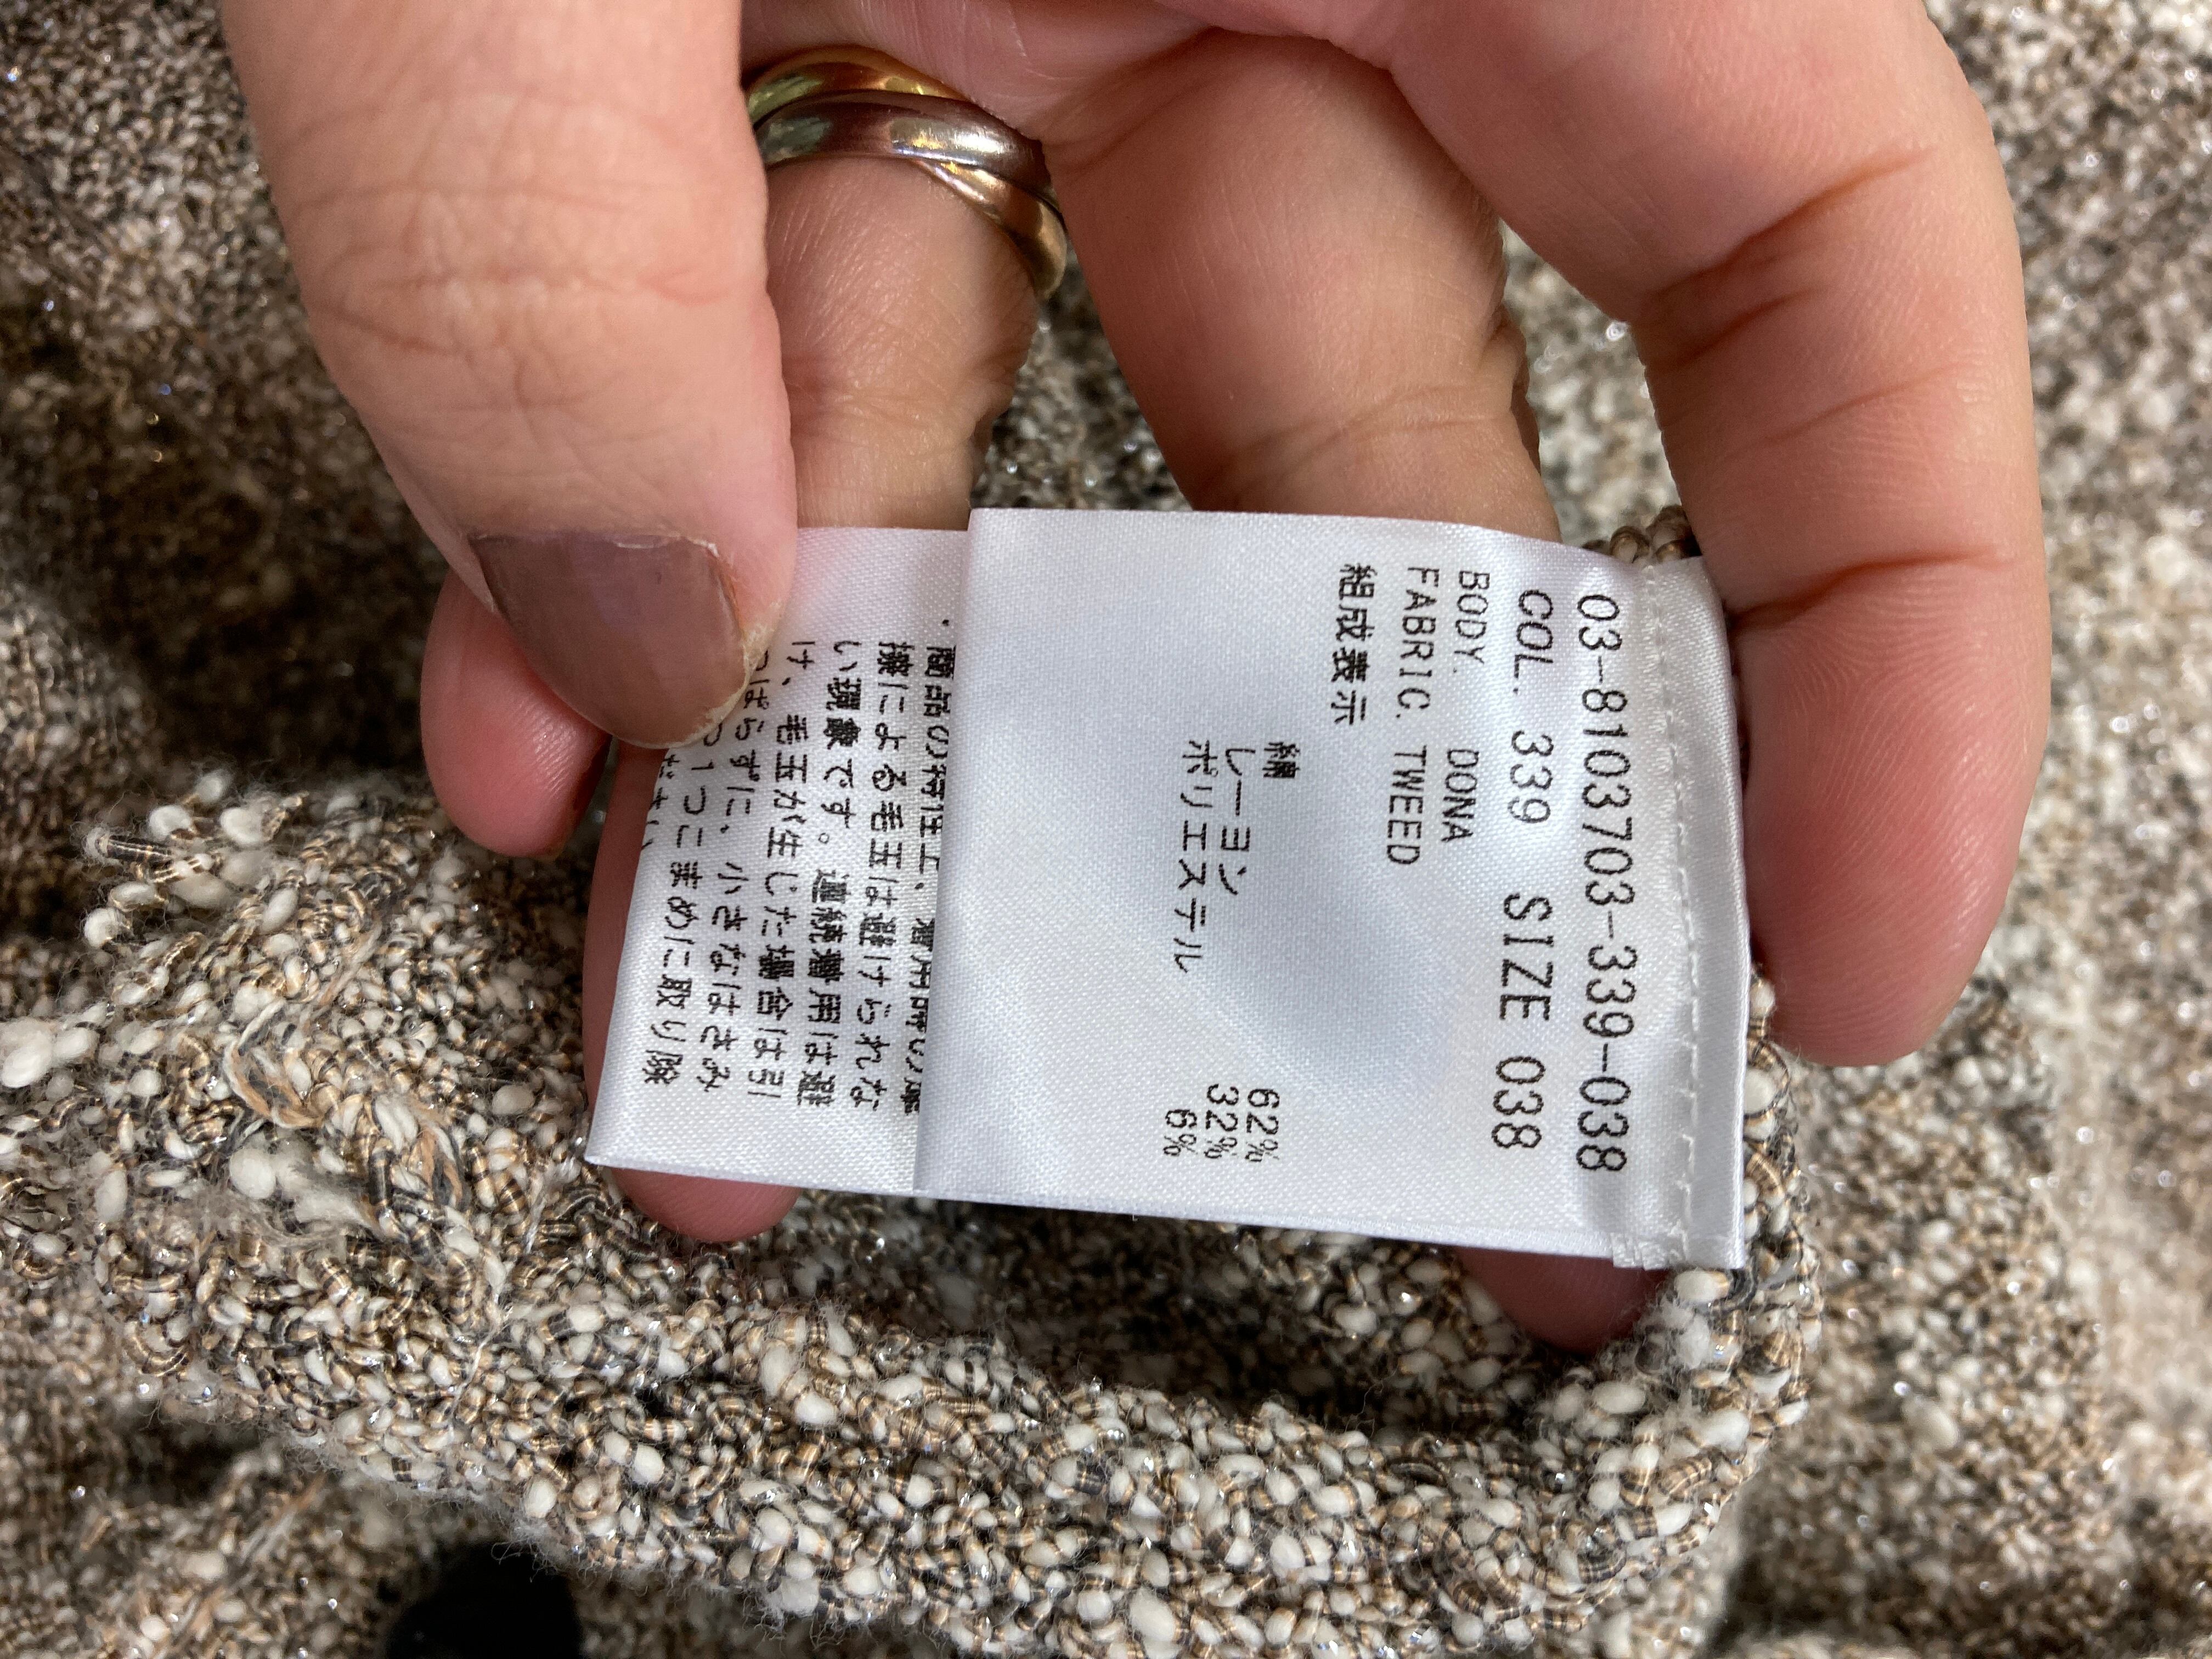 03-8103703-339-038
COL. 339 SIZE 038
BODY. DONA
FABRIC. TWEED
組成表示
綿 62%
レーヨン 32%
ポリエステル 6%
・商品の特性上、着用時の摩
擦による毛玉は避けられな
い現象です。連続着用は避
け、毛玉が生じた場合は引
っぱらずに、小さなはさみ
つ1つこまめに取り除
ださい